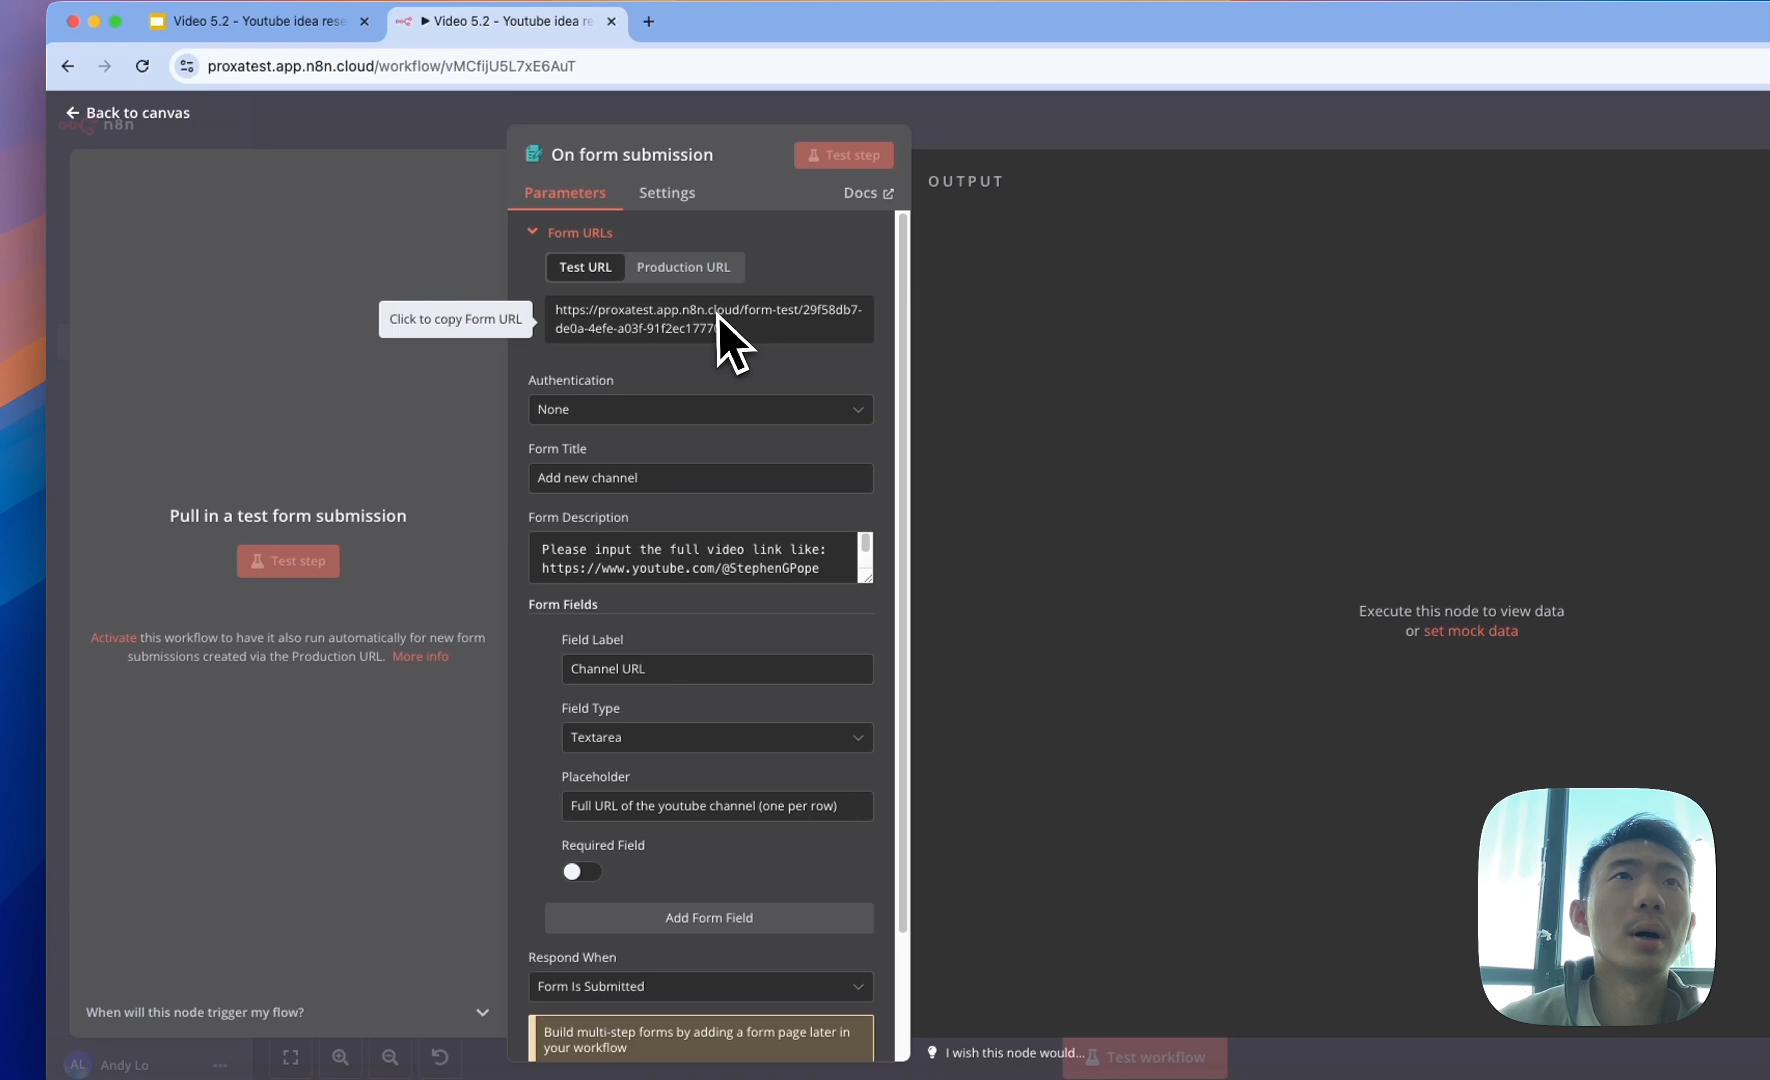 Video 5.2 - Youtube idea rese
Video 5.2 - Youtube idea re
proxatest.app.n8n.cloud/workflow/vMCfijU5L7xE6AuT
Back to canvas
n8n
On form submission
Test step
Parameters
Settings
Docs
OUTPUT
Form URLs
Test URL
Production URL
Click to copy Form URL
https://proxatest.app.n8n.cloud/form-test/29f58db7-
de0a-4efe-a03f-91f2ec1777
Authentication
None
Form Title
Add new channel
Form Description
Please input the full video link like:
https://www.youtube.com/@StephenGPope
Pull in a test form submission
Test step
Activate this workflow to have it also run automatically for new form
submissions created via the Production URL. More info
Form Fields
Field Label
Channel URL
Field Type
Textarea
Placeholder
Full URL of the youtube channel (one per row)
Required Field
Add Form Field
Respond When
Form Is Submitted
Build multi-step forms by adding a form page later in
your workflow
Execute this node to view data
or set mock data
When will this node trigger my flow?
I wish this node would...
Test workflow
AL
Andy Lo